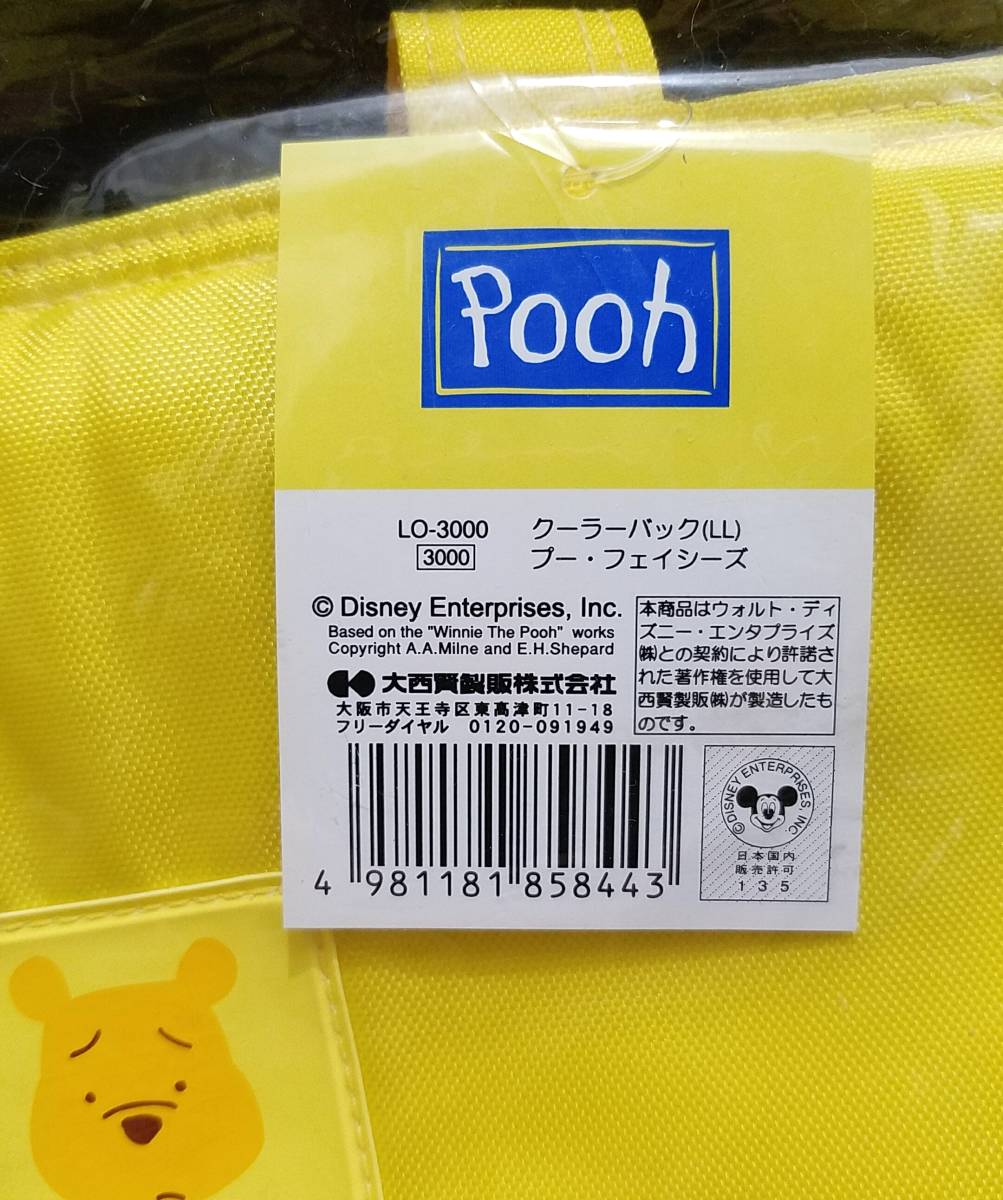 Pooh
LO-3000 クーラーバック(LL)
3000 プー・フェイシーズ
© Disney Enterprises, Inc.
Based on the "Winnie The Pooh" works
Copyright A.A.Milne and E.H.Shepard
大西賢製販株式会社
大阪市天王寺区東高津町11-18
フリーダイヤル 0120-091949
本商品はウォルト・ディ
ズニー・エンタプライズ
㈱との契約により許諾さ
れた著作権を使用して大
西賢製販㈱が製造したも
のです。
4 981181 858443
©DISNEY ENTERPRISES, INC.
日本国内
販売許可
135